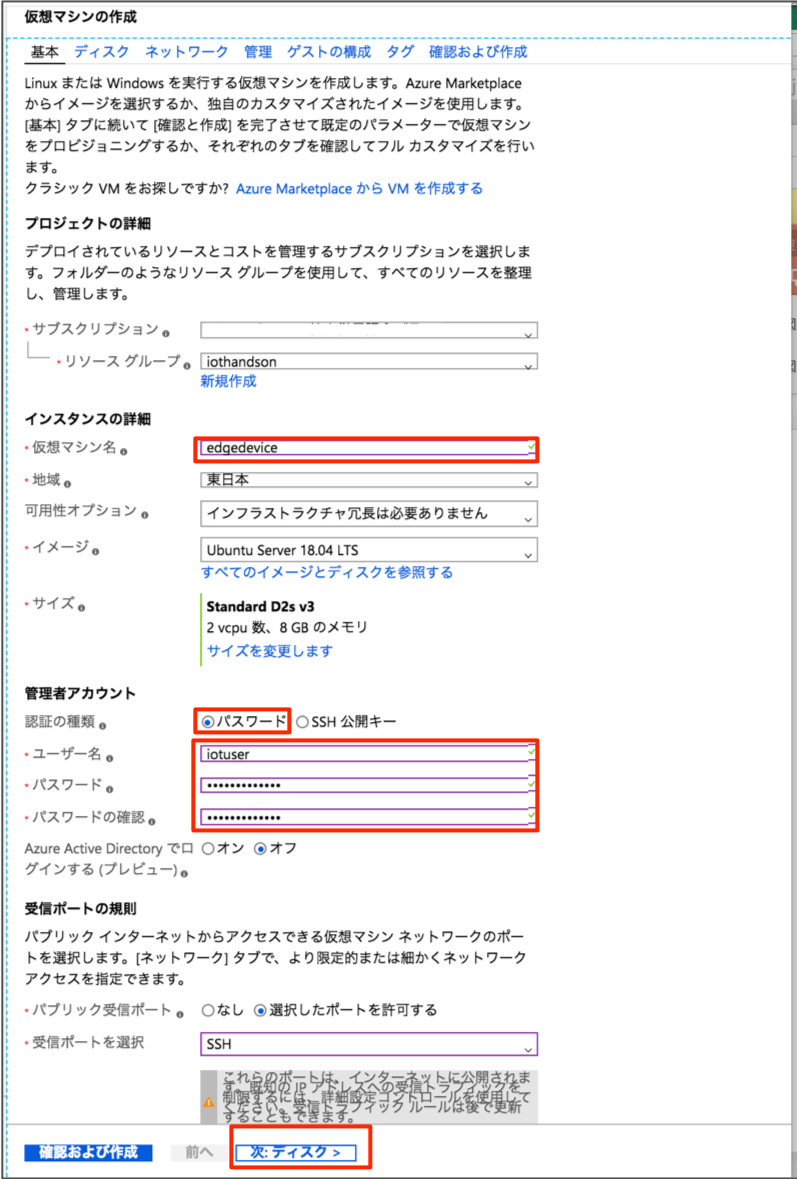 仮想マシンの作成
基本 ディスク ネットワーク 管理 ゲストの構成 タグ 確認および作成
Linux または Windows を実行する仮想マシンを作成します。Azure Marketplace
からイメージを選択するか、独自のカスタマイズされたイメージを使用します。
[基本] タブに続いて [確認と作成] を完了させて既定のパラメーターで仮想マシン
をプロビジョニングするか、それぞれのタブを確認してフル カスタマイズを行い
ます。
クラシック VM をお探しですか? Azure Marketplace から VM を作成する
プロジェクトの詳細
デプロイされているリソースとコストを管理するサブスクリプションを選択しま
す。フォルダーのようなリソース グループを使用して、すべてのリソースを整理
し、管理します。
* サブスクリプション
* リソース グループ iothandson
新規作成
インスタンスの詳細
* 仮想マシン名 edgedevice
* 地域 東日本
可用性オプション インフラストラクチャ冗長は必要ありません
* イメージ Ubuntu Server 18.04 LTS
すべてのイメージとディスクを参照する
* サイズ Standard D2s v3
2 vcpu 数、8 GB のメモリ
サイズを変更します
管理者アカウント
認証の種類 パスワード SSH 公開キー
* ユーザー名 iotuser
* パスワード •••••••••••••
* パスワードの確認 •••••••••••••
Azure Active Directory でロ オン オフ
グインする (プレビュー)
受信ポートの規則
パブリック インターネットからアクセスできる仮想マシン ネットワークのポー
トを選択します。[ネットワーク] タブで、より限定的または細かくネットワーク
アクセスを指定できます。
* パブリック受信ポート なし 選択したポートを許可する
* 受信ポートを選択 SSH
これらのポートは、インターネットに公開されま
す。既知の IP アドレスへの受信トラフィックを
制限するには、詳細設定コントロールを使用して
ください。受信トラフィック ルールは後で更新
することもできます。
確認および作成 前へ 次: ディスク >